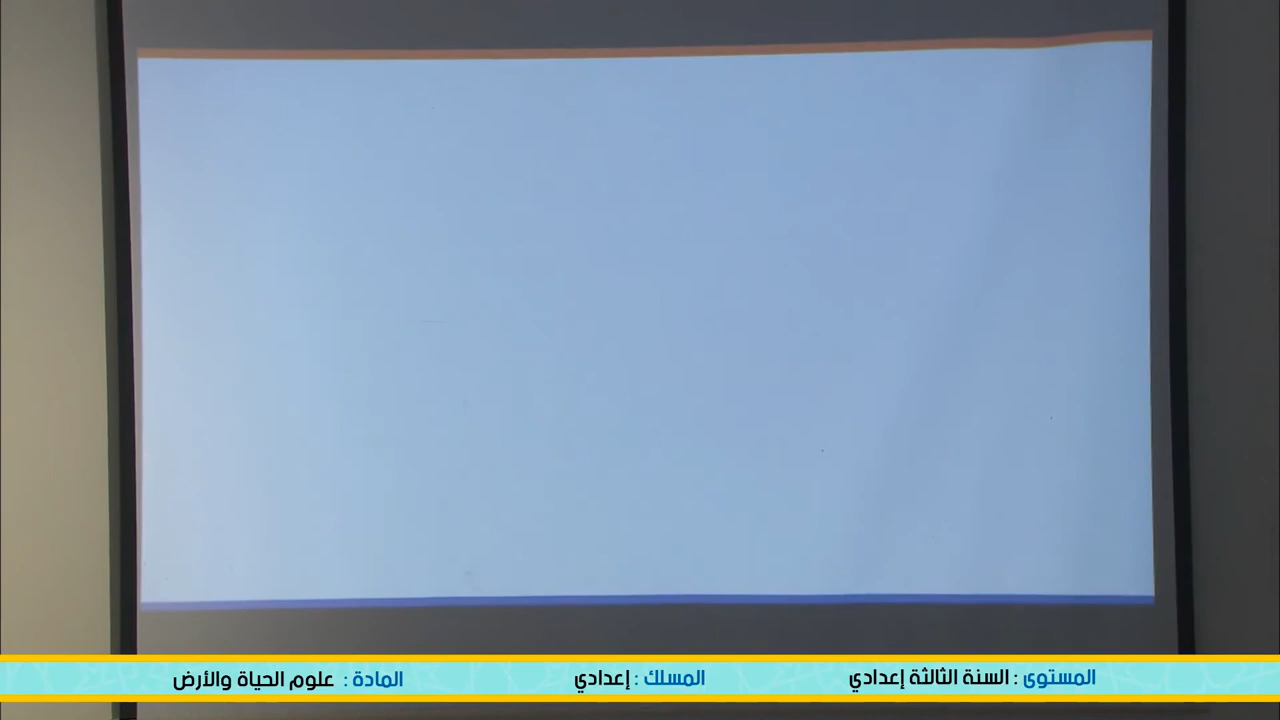 المستوى : السنة الثالثة إعدادي
المسلك : إعدادي
المادة : علوم الحياة والأرض